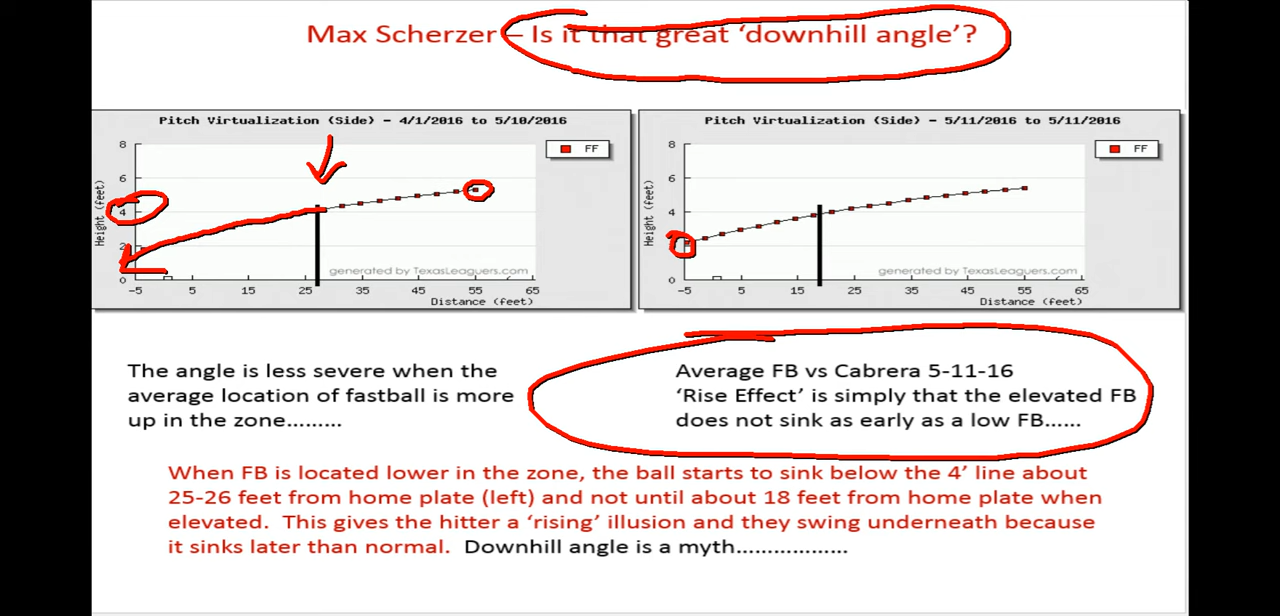 Max Scherzer – Is it that great ‘downhill angle’?
Pitch Virtualization (Side) - 4/1/2016 to 5/10/2016
FF
8
6
4
2
0
Height (feet)
-5 5 15 25 35 45 55 65
Distance (feet)
generated by TexasLeaguers.com
Pitch Virtualization (Side) - 5/11/2016 to 5/11/2016
FF
8
6
4
2
0
Height (feet)
-5 5 15 25 35 45 55 65
Distance (feet)
generated by TexasLeaguers.com
The angle is less severe when the
average location of fastball is more
up in the zone………
Average FB vs Cabrera 5-11-16
‘Rise Effect’ is simply that the elevated FB
does not sink as early as a low FB……
When FB is located lower in the zone, the ball starts to sink below the 4’ line about
25-26 feet from home plate (left) and not until about 18 feet from home plate when
elevated. This gives the hitter a ‘rising’ illusion and they swing underneath because
it sinks later than normal. Downhill angle is a myth………………